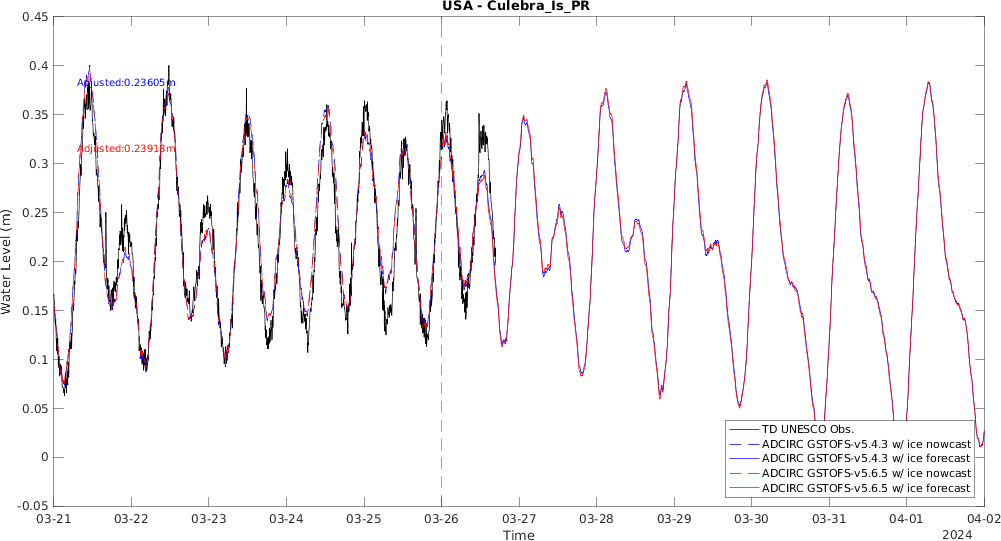 USA - Culebra_Is_PR
0.45
0.4
0.35
0.3
0.25
0.2
0.15
0.1
0.05
0
-0.05
Water Level (m)
Adjusted:0.23605m
Adjusted:0.23918m
TD UNESCO Obs.
ADCIRC GSTOFS-v5.4.3 w/ ice nowcast
ADCIRC GSTOFS-v5.4.3 w/ ice forecast
ADCIRC GSTOFS-v5.6.5 w/ ice nowcast
ADCIRC GSTOFS-v5.6.5 w/ ice forecast
03-21 03-22 03-23 03-24 03-25 03-26 03-27 03-28 03-29 03-30 03-31 04-01 04-02
Time
2024